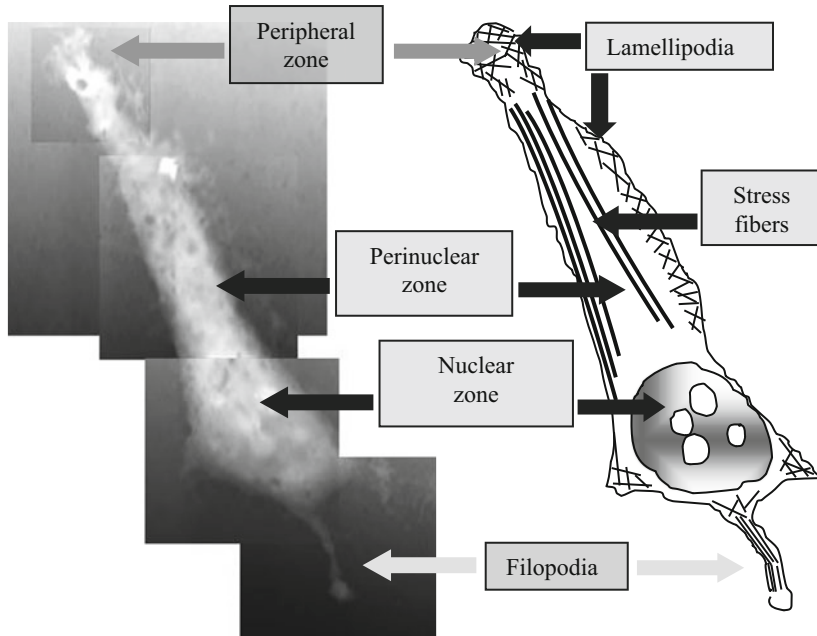 Peripheral
zone
Lamellipodia
Stress
fibers
Perinuclear
zone
Nuclear
zone
Filopodia